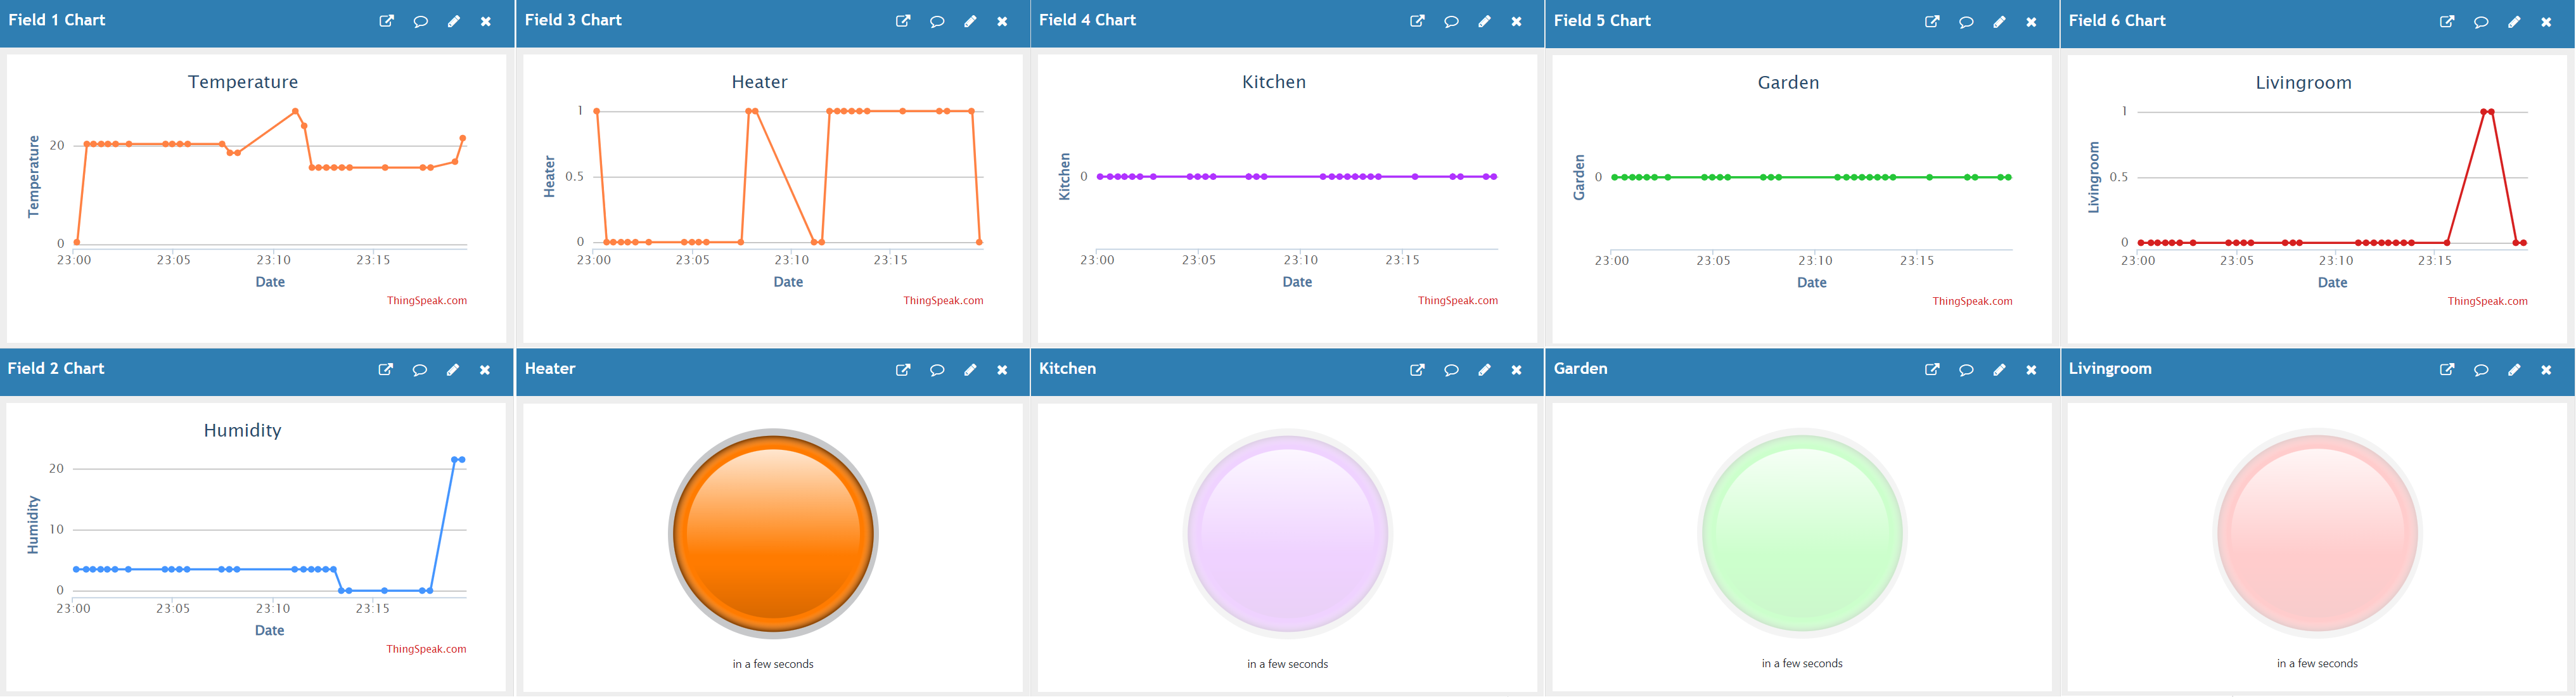 Field 1 Chart
Temperature
Temperature
20
0
23:00 23:05 23:10 23:15
Date
ThingSpeak.com
Field 3 Chart
Heater
Heater
1
0.5
0
23:00 23:05 23:10 23:15
Date
ThingSpeak.com
Field 4 Chart
Kitchen
Kitchen
0
23:00 23:05 23:10 23:15
Date
ThingSpeak.com
Field 5 Chart
Garden
Garden
0
23:00 23:05 23:10 23:15
Date
ThingSpeak.com
Field 6 Chart
Livingroom
Livingroom
1
0.5
0
23:00 23:05 23:10 23:15
Date
ThingSpeak.com
Field 2 Chart
Humidity
Humidity
20
10
0
23:00 23:05 23:10 23:15
Date
ThingSpeak.com
Heater
in a few seconds
Kitchen
in a few seconds
Garden
in a few seconds
Livingroom
in a few seconds